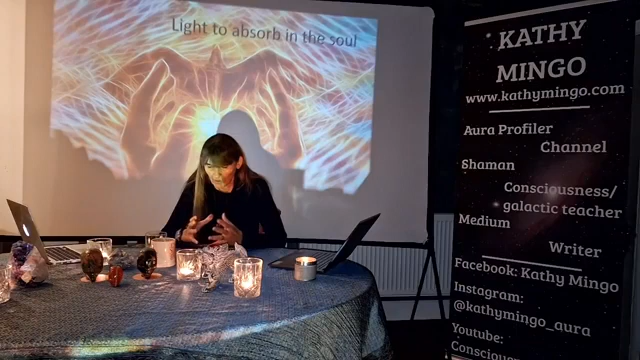 Light to absorb in the soul
KATHY
MINGO
www.kathymingo.com
Aura Profiler
Channel
Shaman
Consciousness/
galactic teacher
Medium
Writer
Facebook: Kathy Mingo
Instagram:
@kathymingo_aura
Youtube: